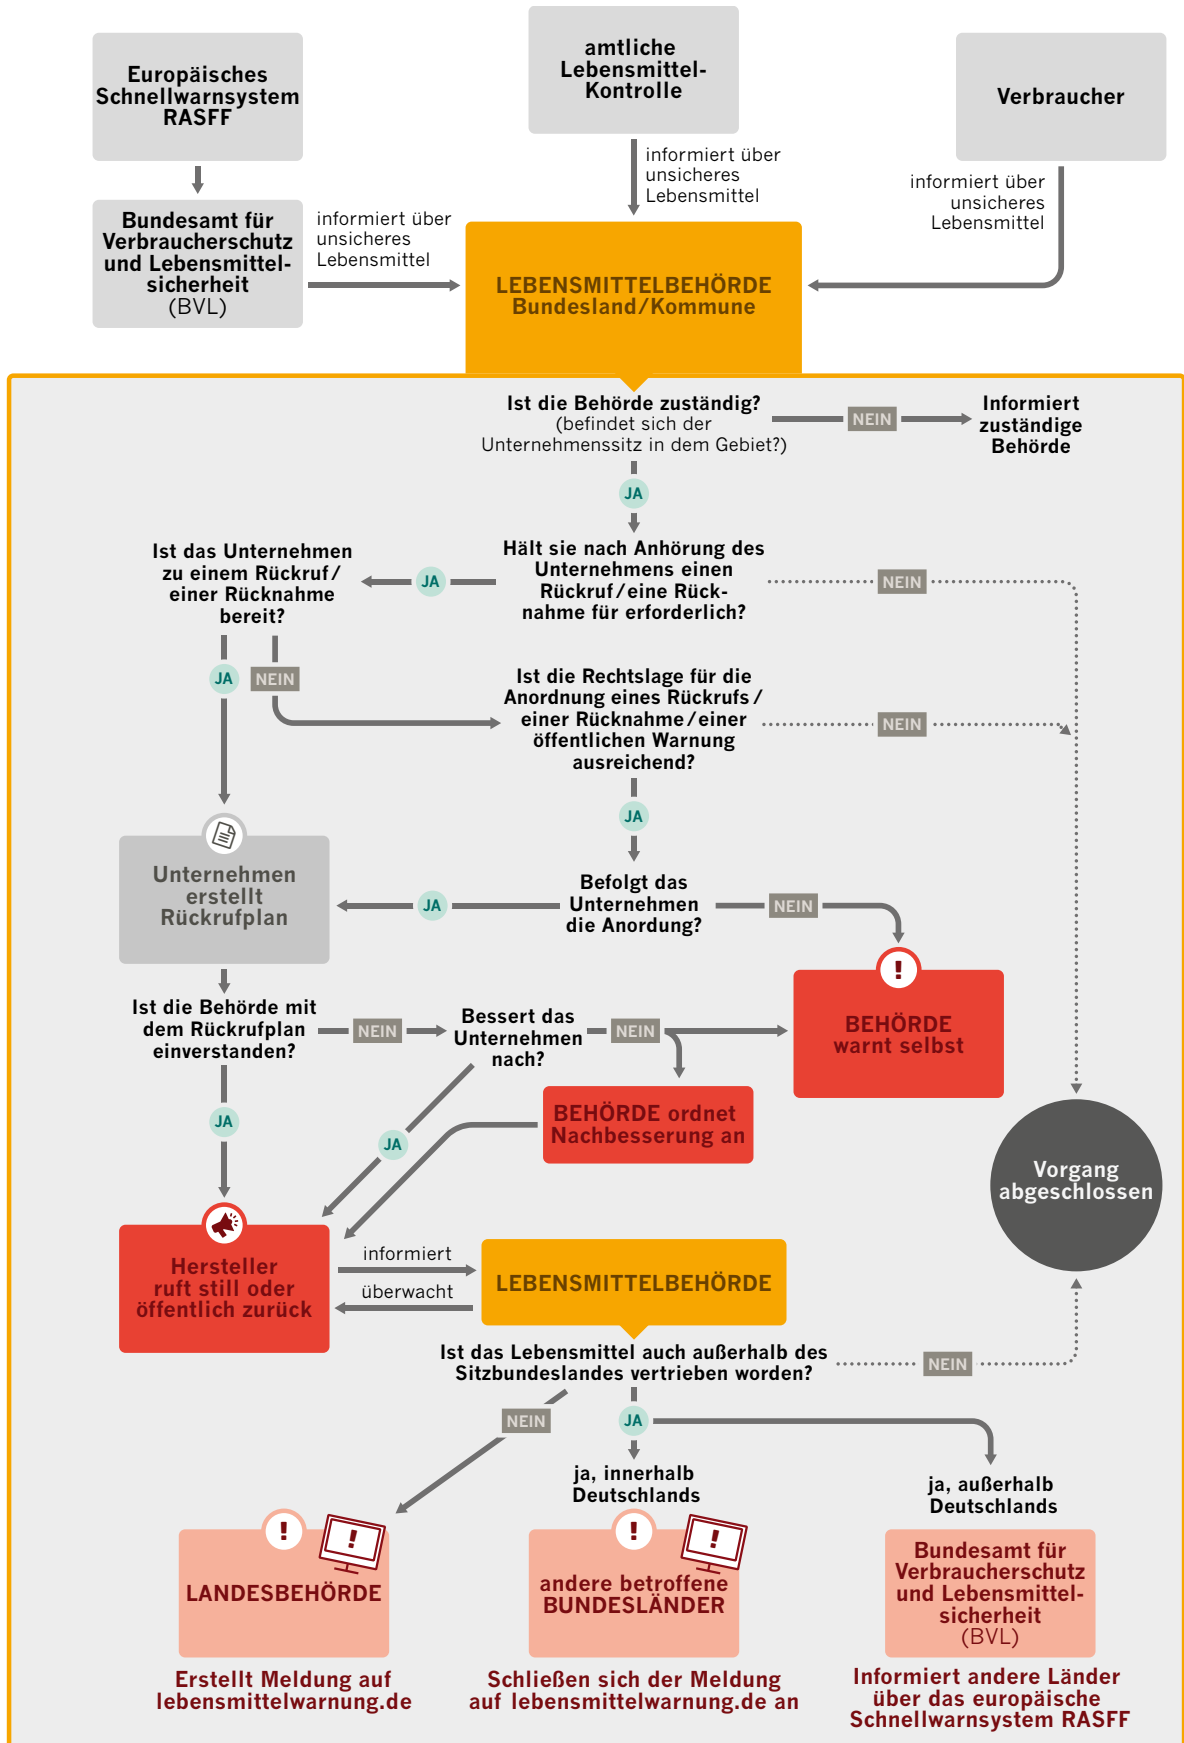 Europäisches
Schnellwarnsystem
RASFF
amtliche
Lebensmittel-
Kontrolle
Verbraucher
informiert über
unsicheres
Lebensmittel
informiert über
unsicheres
Lebensmittel
Bundesamt für
Verbraucherschutz
und Lebensmittel-
sicherheit
(BVL)
informiert über
unsicheres
Lebensmittel
LEBENSMITTELBEHÖRDE
Bundesland/Kommune
Ist die Behörde zuständig?
(befindet sich der
Unternehmenssitz in dem Gebiet?)
NEIN
Informiert
zuständige
Behörde
JA
Hält sie nach Anhörung des
Unternehmens einen
Rückruf/eine Rück-
nahme für erforderlich?
JA
NEIN
Ist das Unternehmen
zu einem Rückruf/
einer Rücknahme
bereit?
JA
NEIN
Ist die Rechtslage für die
Anordnung eines Rückrufs/
einer Rücknahme/einer
öffentlichen Warnung
ausreichend?
NEIN
JA
Unternehmen
erstellt
Rückrufplan
JA
Befolgt das
Unternehmen
die Anordung?
NEIN
!
BEHÖRDE
warnt selbst
Ist die Behörde mit
dem Rückrufplan
einverstanden?
NEIN
Bessert das
Unternehmen
nach?
NEIN
JA
JA
BEHÖRDE ordnet
Nachbesserung an
Vorgang
abgeschlossen
Hersteller
ruft still oder
öffentlich zurück
informiert
überwacht
LEBENSMITTELBEHÖRDE
Ist das Lebensmittel auch außerhalb des
Sitzbundeslandes vertrieben worden?
NEIN
NEIN
JA
ja, innerhalb
Deutschlands
ja, außerhalb
Deutschlands
!
!
LANDESBEHÖRDE
!
!
andere betroffene
BUNDESLÄNDER
Bundesamt für
Verbraucherschutz
und Lebensmittel-
sicherheit
(BVL)
Erstellt Meldung auf
lebensmittelwarnung.de
Schließen sich der Meldung
auf lebensmittelwarnung.de an
Informiert andere Länder
über das europäische
Schnellwarnsystem RASFF